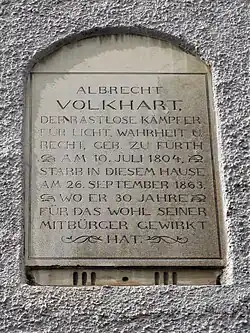 ALBRECHT
VOLKHART,
DER RASTLOSE KÄMPFER
FÜR LICHT, WAHRHEIT U.
RECHT, GEB. ZU FÜRTH
AM 10. JULI 1804,
STARB IN DIESEM HAUSE
AM 26. SEPTEMBER 1863,
WO ER 30 JAHRE
FÜR DAS WOHL SEINER
MITBÜRGER GEWIRKT
HAT.